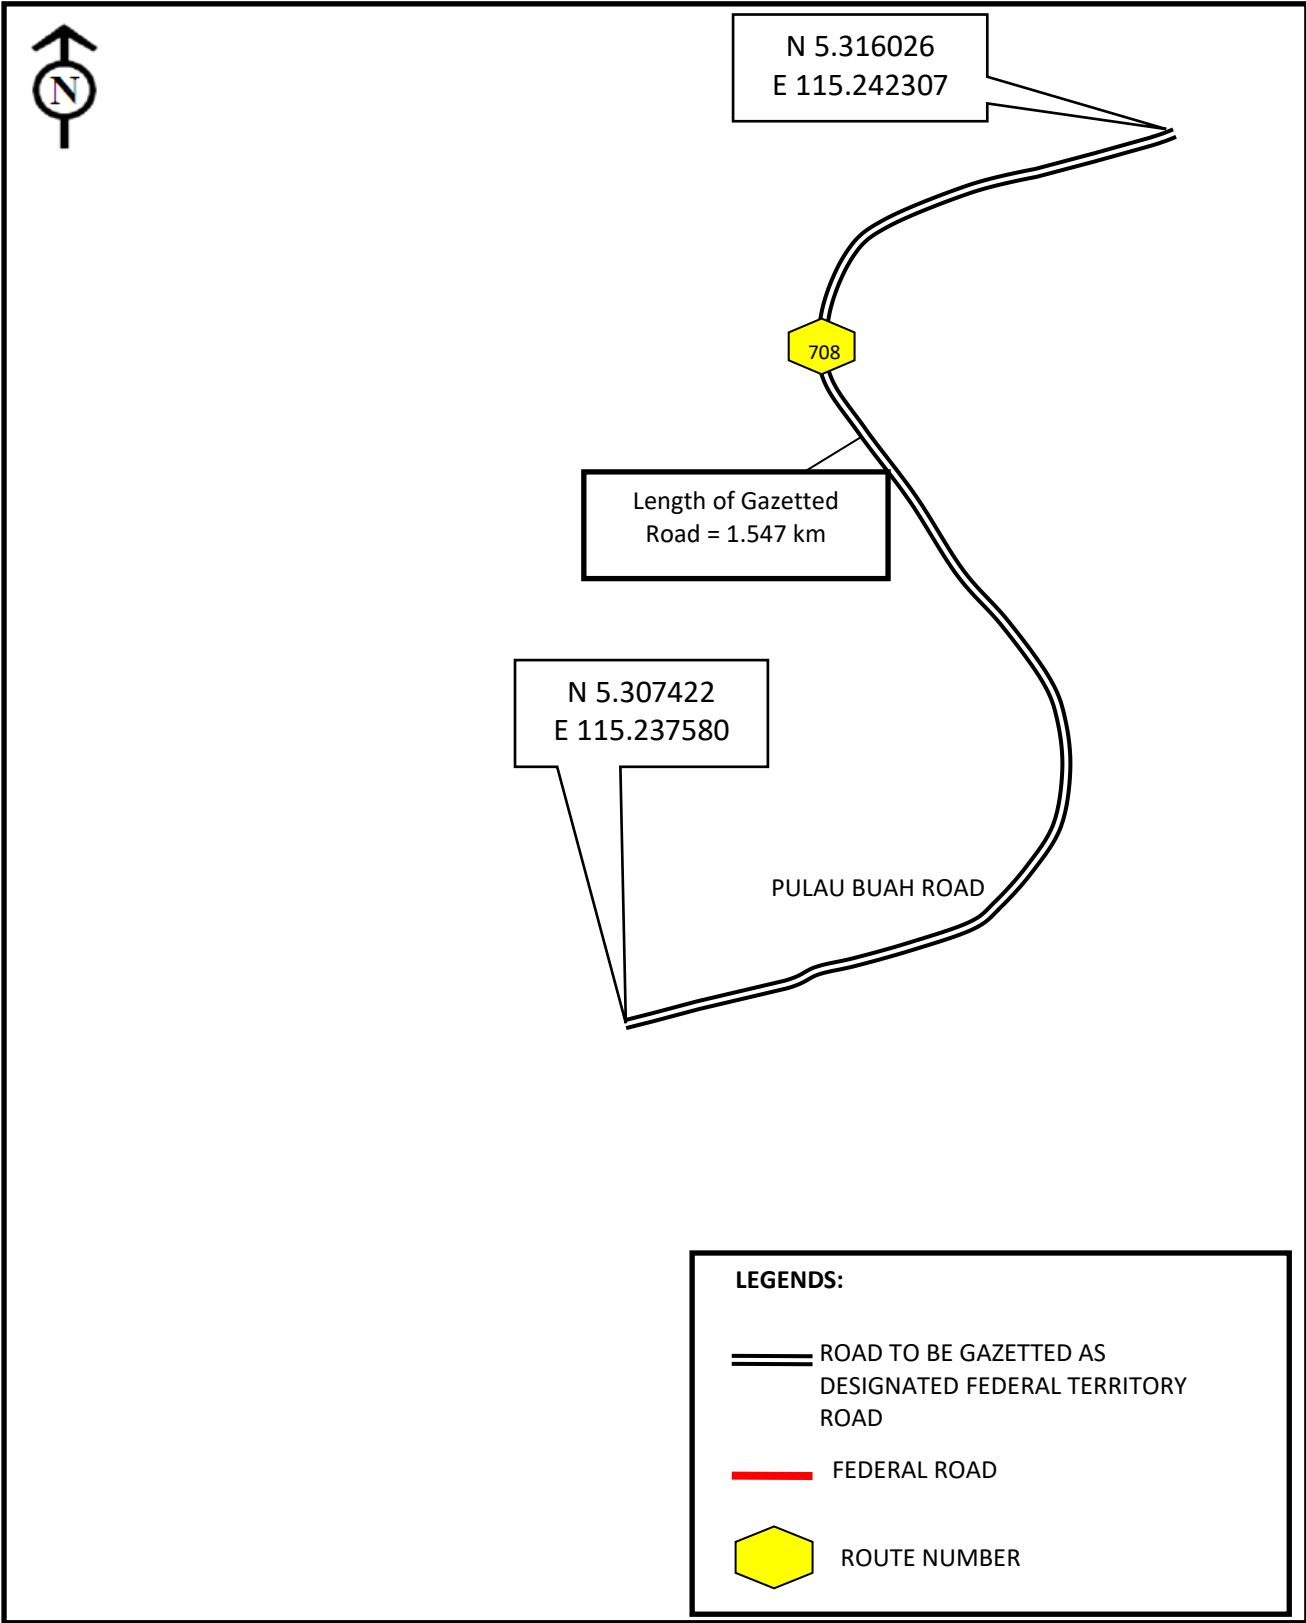 N
N 5.316026
E 115.242307
708
Length of Gazetted
Road = 1.547 km
N 5.307422
E 115.237580
PULAU BUAH ROAD
LEGENDS:
ROAD TO BE GAZETTED AS
DESIGNATED FEDERAL TERRITORY
ROAD
FEDERAL ROAD
ROUTE NUMBER